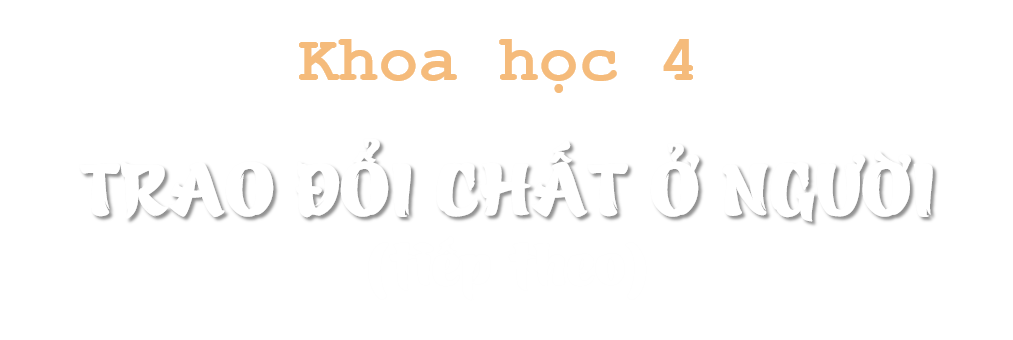 Khoa học 4
TRAO ĐỔI CHẤT Ở NGƯỜI